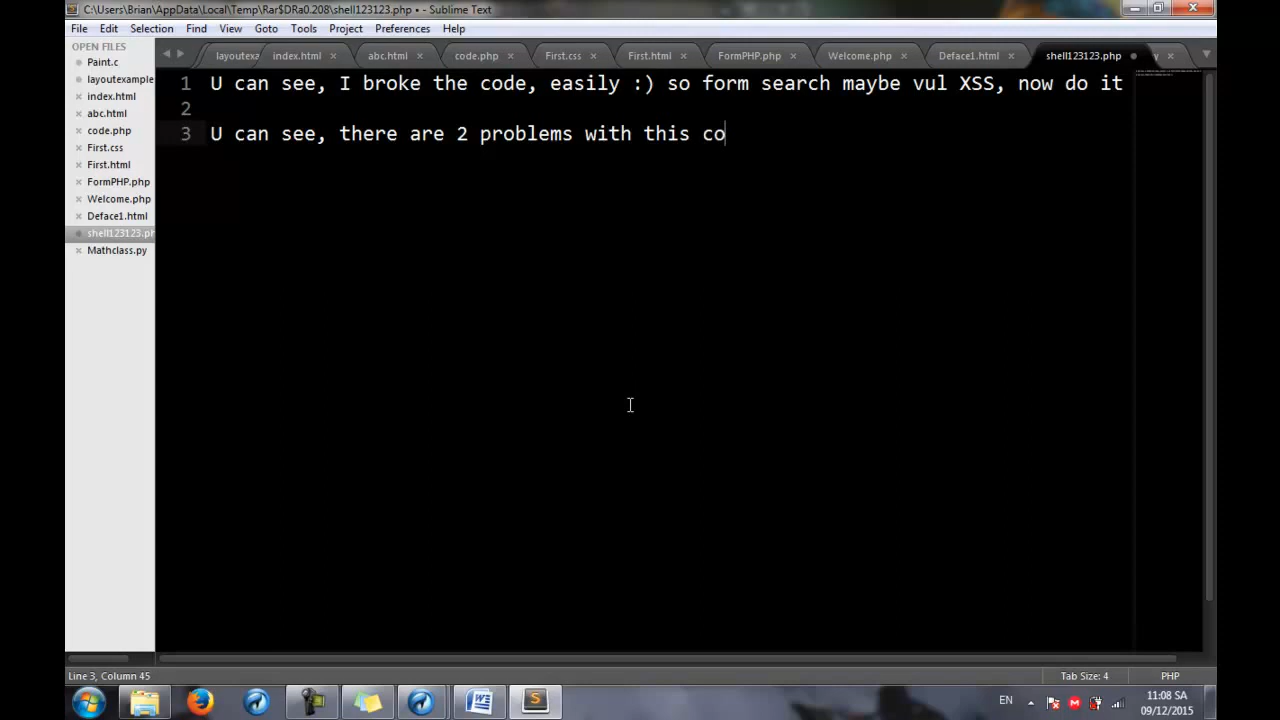 C:\Users\Brian\AppData\Local\Temp\Rar$DRa0.208\shell123123.php • - Sublime Text
File Edit Selection Find View Goto Tools Project Preferences Help
OPEN FILES
Paint.c
layoutexample
index.html
abc.html
code.php
First.css
First.html
FormPHP.php
Welcome.php
Deface1.html
shell123123.ph
Mathclass.py
layoutexa index.html abc.html code.php First.css First.html FormPHP.php Welcome.php Deface1.html shell123123.php
1 U can see, I broke the code, easily :) so form search maybe vul XSS, now do it
2
3 U can see, there are 2 problems with this co
Line 3, Column 45 Tab Size: 4 PHP
EN 11:08 SA
09/12/2015